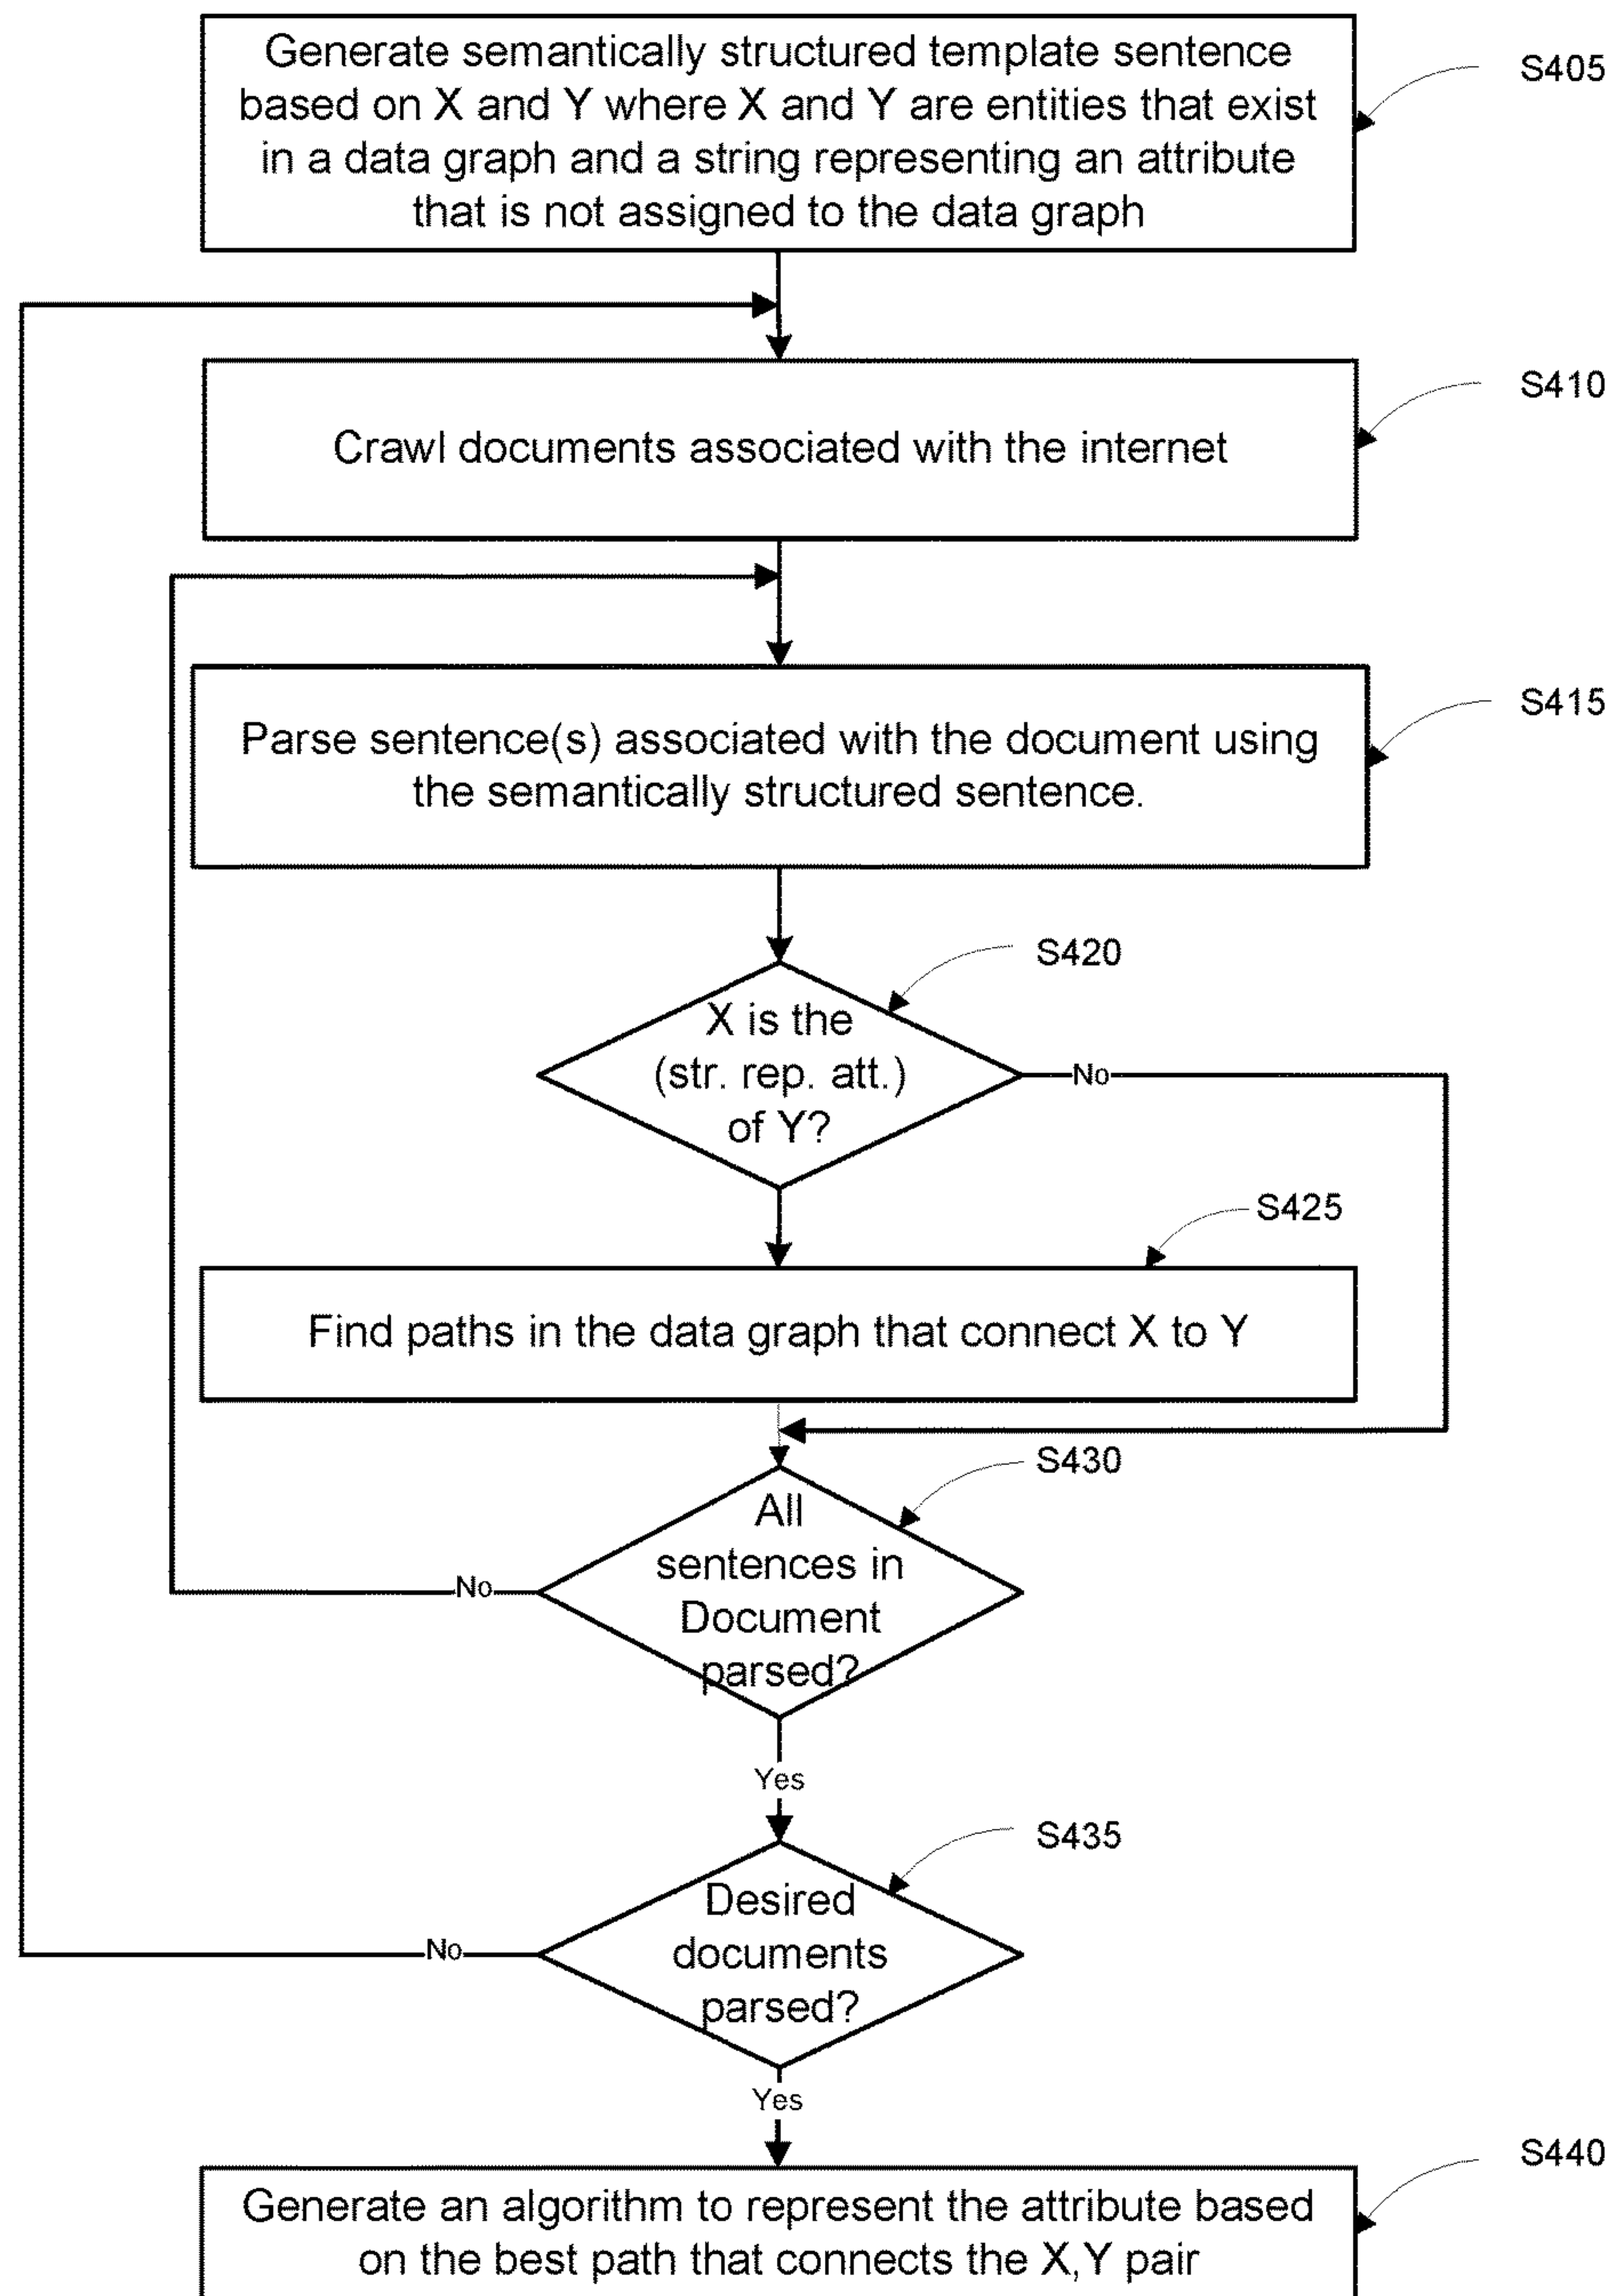 Generate semantically structured template sentence
based on X and Y where X and Y are entities that exist
in a data graph and a string representing an attribute
that is not assigned to the data graph
S405
Crawl documents associated with the internet
S410
Parse sentence(s) associated with the document using
the semantically structured sentence.
S415
S420
X is the
(str. rep. att.)
of Y?
No
S425
Find paths in the data graph that connect X to Y
S430
All
sentences in
Document
parsed?
No
Yes
S435
Desired
documents
parsed?
No
Yes
S440
Generate an algorithm to represent the attribute based
on the best path that connects the X,Y pair